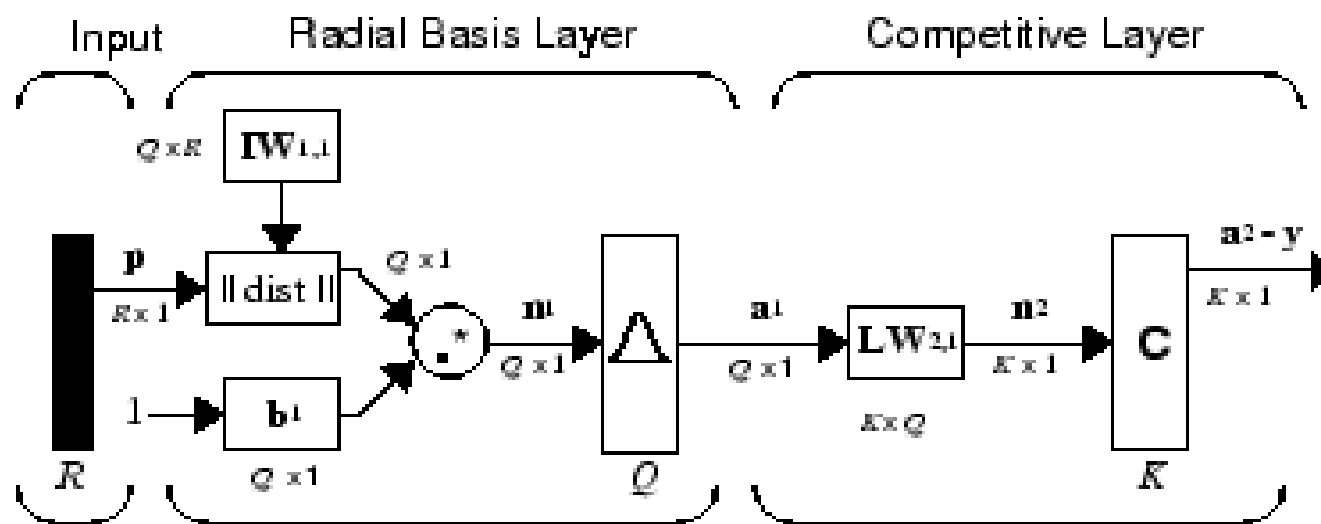 Input
Radial Basis Layer
Competitive Layer
Q x R
IW1,1
p
R x 1
|| dist ||
Q x 1
1
b1
Q x 1
.*
n1
Q x 1
Q
a1
Q x 1
LW2,1
K x Q
n2
K x 1
C
a2 = y
K x 1
R
K